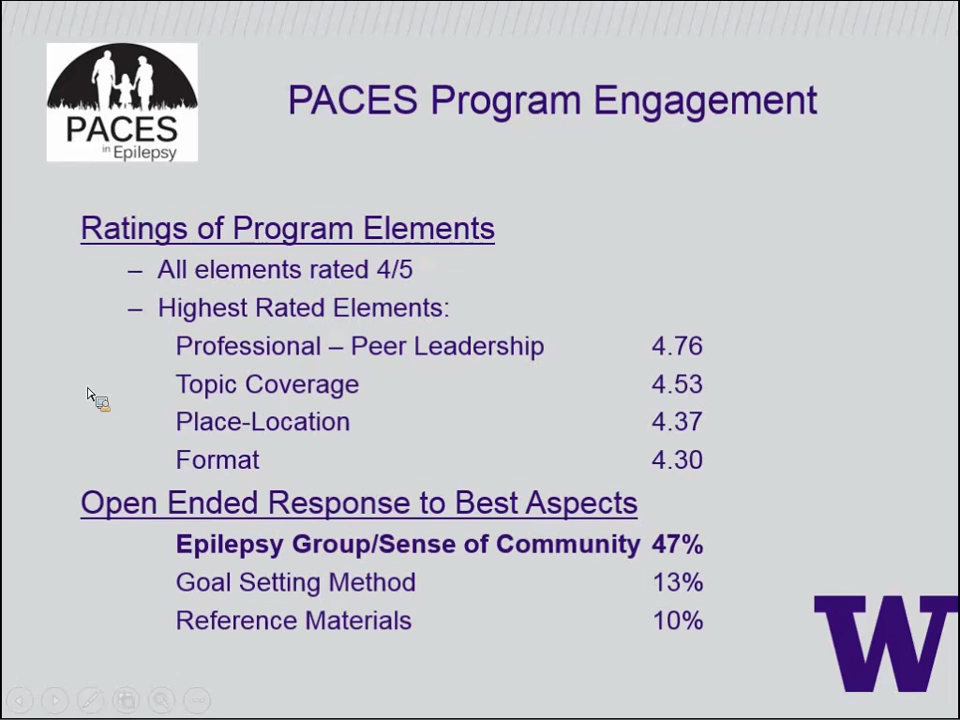 PACES
in Epilepsy
PACES Program Engagement
Ratings of Program Elements
– All elements rated 4/5
– Highest Rated Elements:
Professional – Peer Leadership 4.76
Topic Coverage 4.53
Place-Location 4.37
Format 4.30
Open Ended Response to Best Aspects
Epilepsy Group/Sense of Community 47%
Goal Setting Method 13%
Reference Materials 10%
W